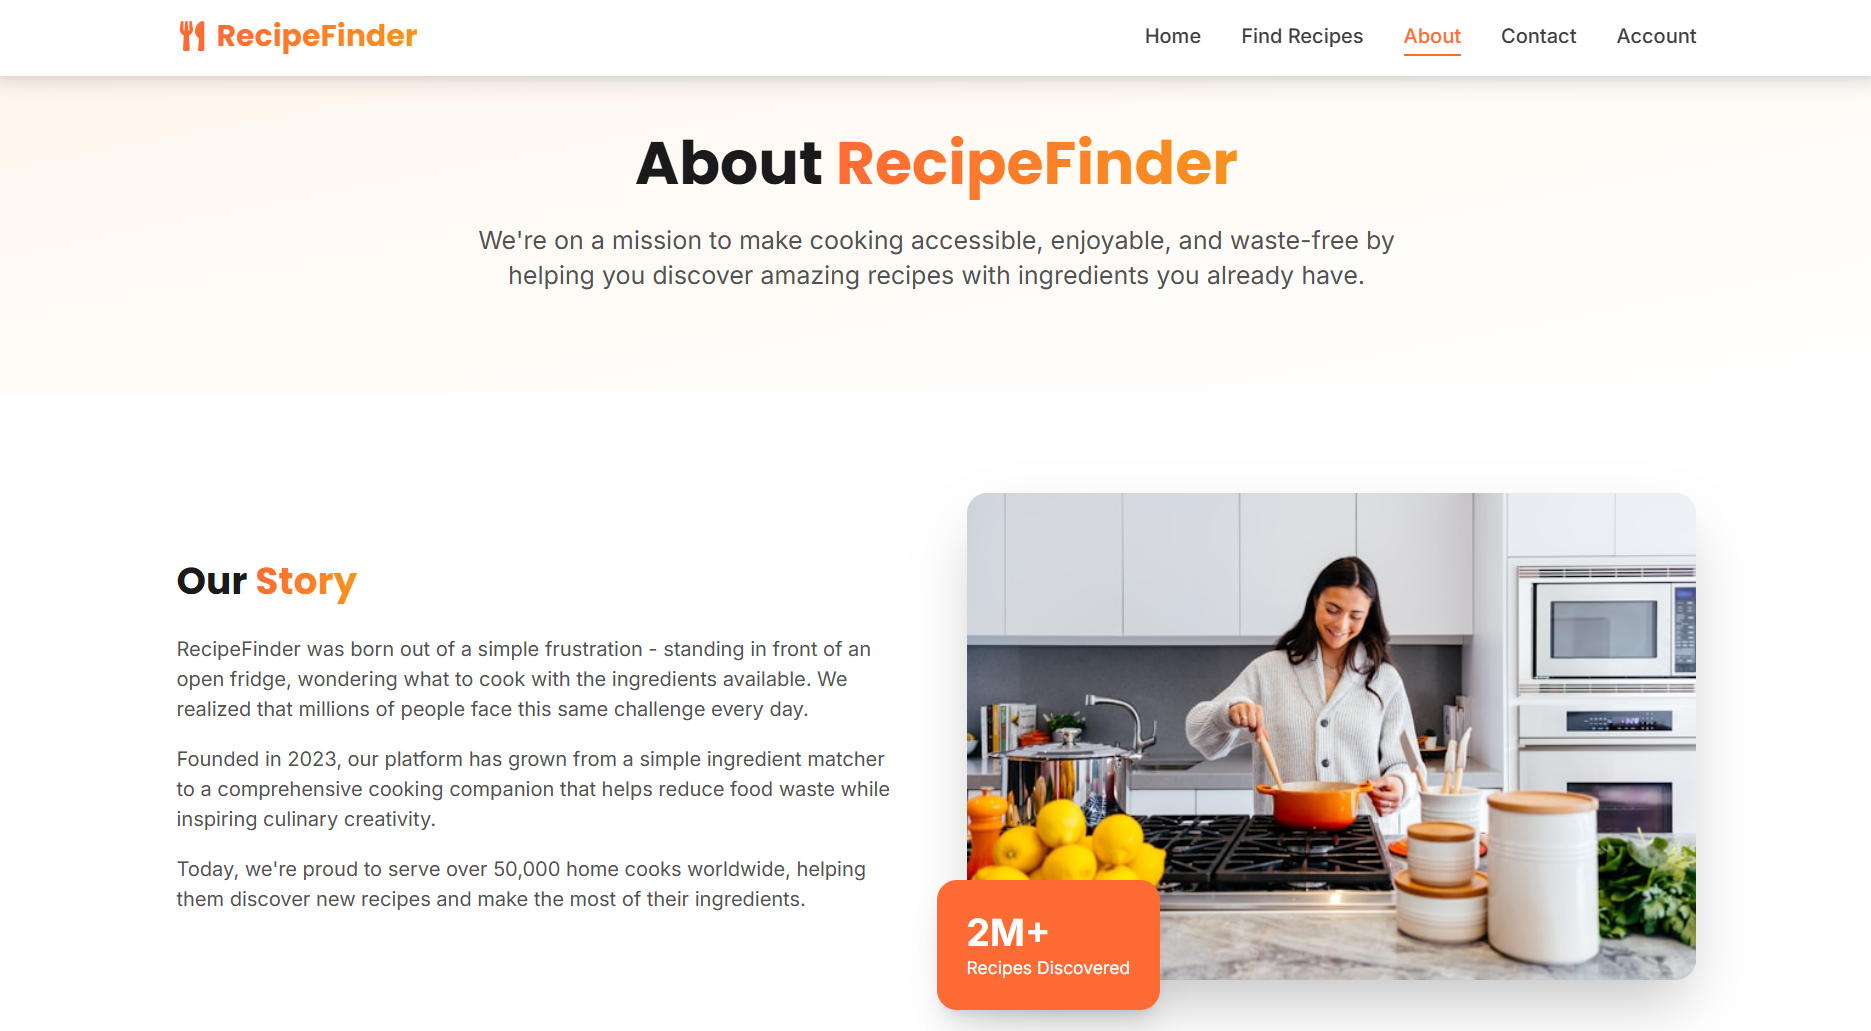 RecipeFinder
Home
Find Recipes
About
Contact
Account
About RecipeFinder
We're on a mission to make cooking accessible, enjoyable, and waste-free by
helping you discover amazing recipes with ingredients you already have.
Our Story
RecipeFinder was born out of a simple frustration - standing in front of an
open fridge, wondering what to cook with the ingredients available. We
realized that millions of people face this same challenge every day.
Founded in 2023, our platform has grown from a simple ingredient matcher
to a comprehensive cooking companion that helps reduce food waste while
inspiring culinary creativity.
Today, we're proud to serve over 50,000 home cooks worldwide, helping
them discover new recipes and make the most of their ingredients.
2M+
Recipes Discovered